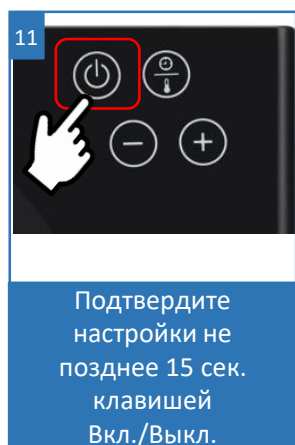 11
Подтвердите
настройки не
позднее 15 сек.
клавишей
Вкл./Выкл.